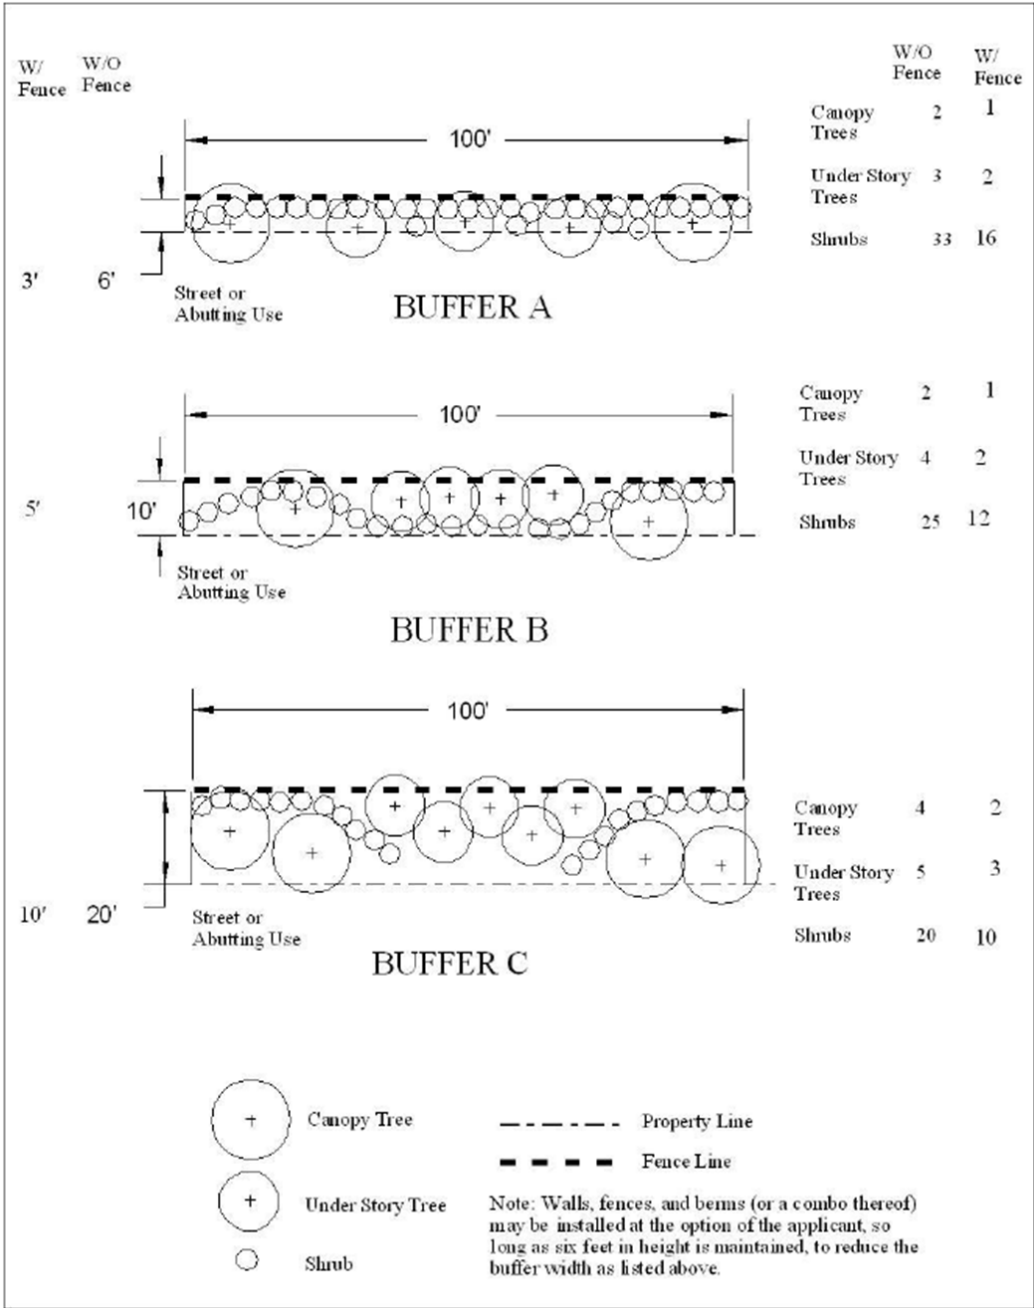 W/ W/O
Fence Fence
W/O W/
Fence Fence
100'
Canopy 2 1
Trees
Under Story 3 2
Trees
Shrubs 33 16
3' 6'
Street or
Abutting Use
BUFFER A
100'
Canopy 2 1
Trees
Under Story 4 2
Trees
5' 10'
Shrubs 25 12
Street or
Abutting Use
BUFFER B
100'
Canopy 4 2
Trees
Under Story 5 3
Trees
10' 20'
Street or
Abutting Use
Shrubs 20 10
BUFFER C
Canopy Tree
Property Line
Fence Line
Under Story Tree
Shrub
Note: Walls, fences, and berms (or a combo thereof)
may be installed at the option of the applicant, so
long as six feet in height is maintained, to reduce the
buffer width as listed above.